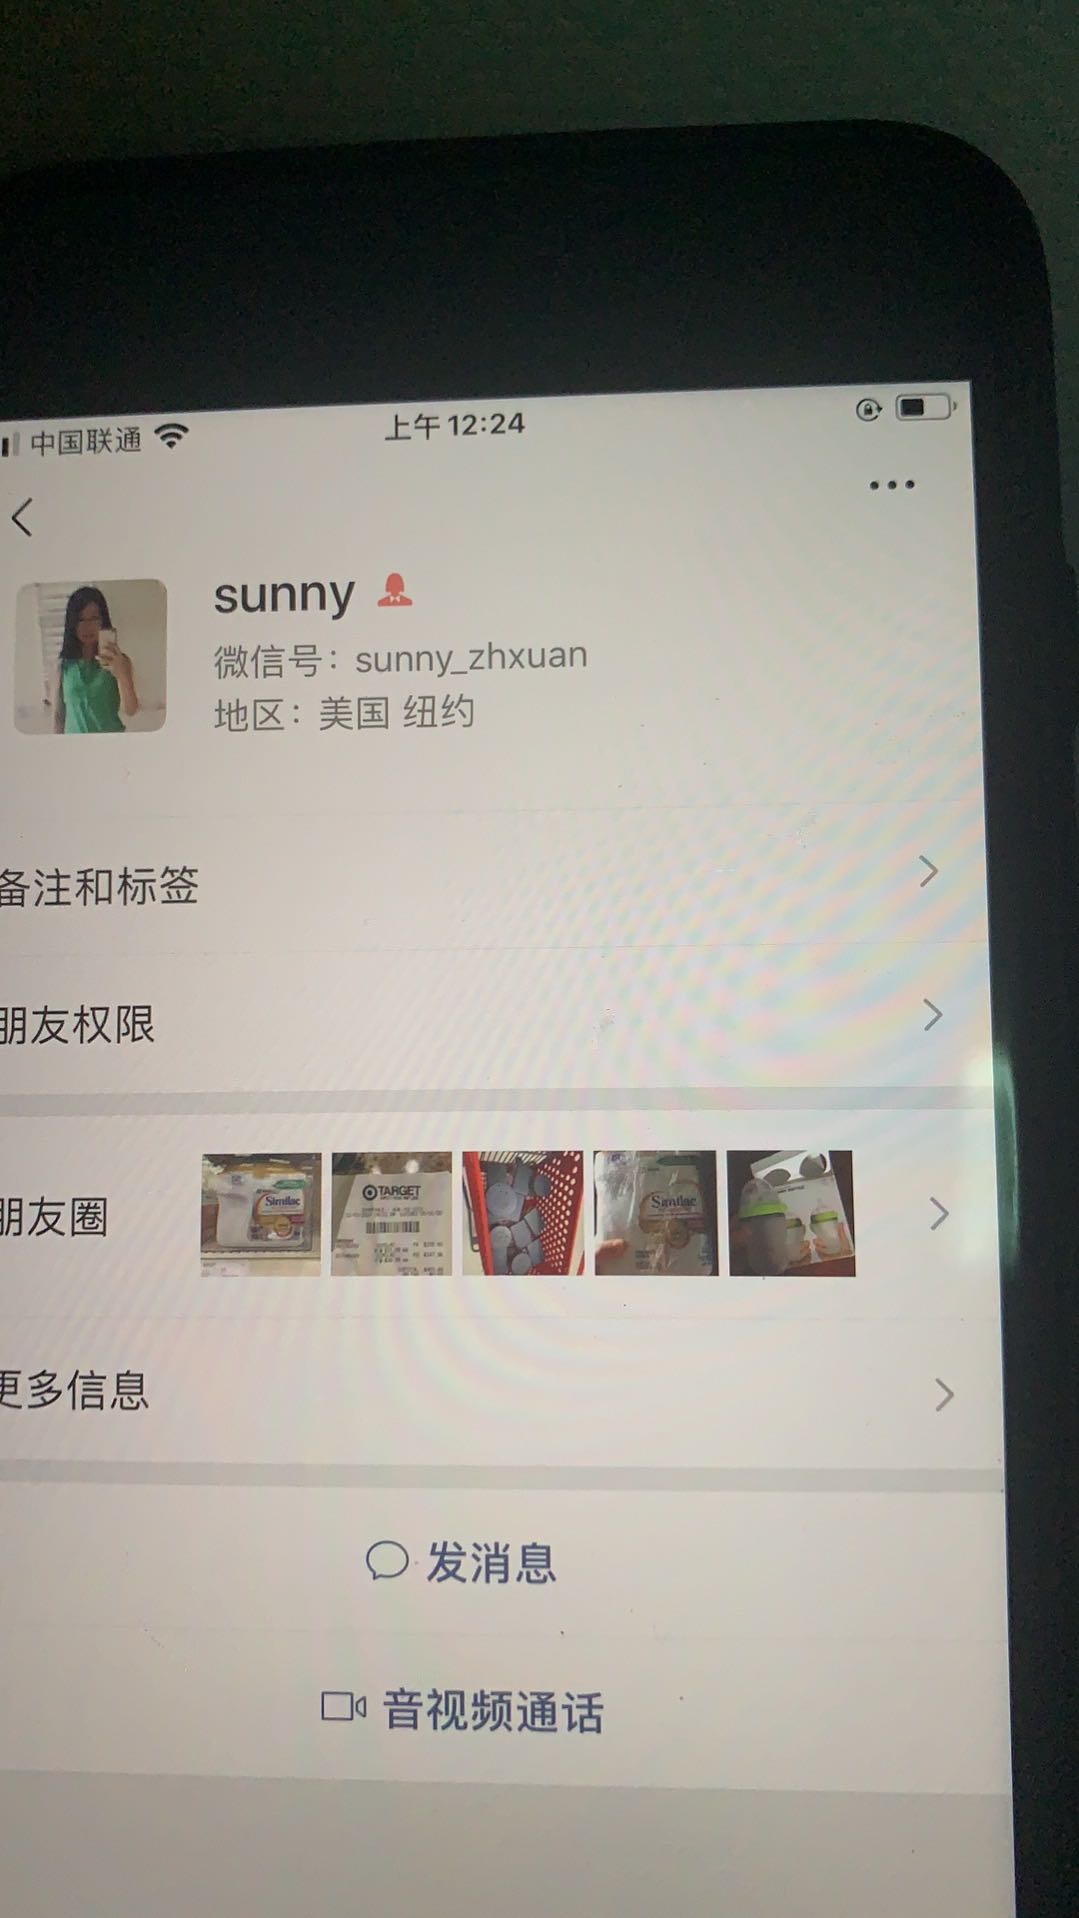 中国联通
上午12:24
sunny
微信号：sunny_zhxuan
地区：美国 纽约
备注和标签
朋友权限
朋友圈
Similac
TARGET
Similac
更多信息
发消息
音视频通话